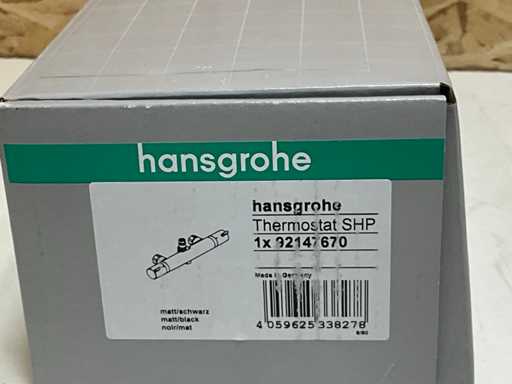 hansgrohe
hansgrohe
Thermostat SHP
1x 92147670
Made in Germany
matt/schwarz
matt/black
noir/mat
4 059625 338278